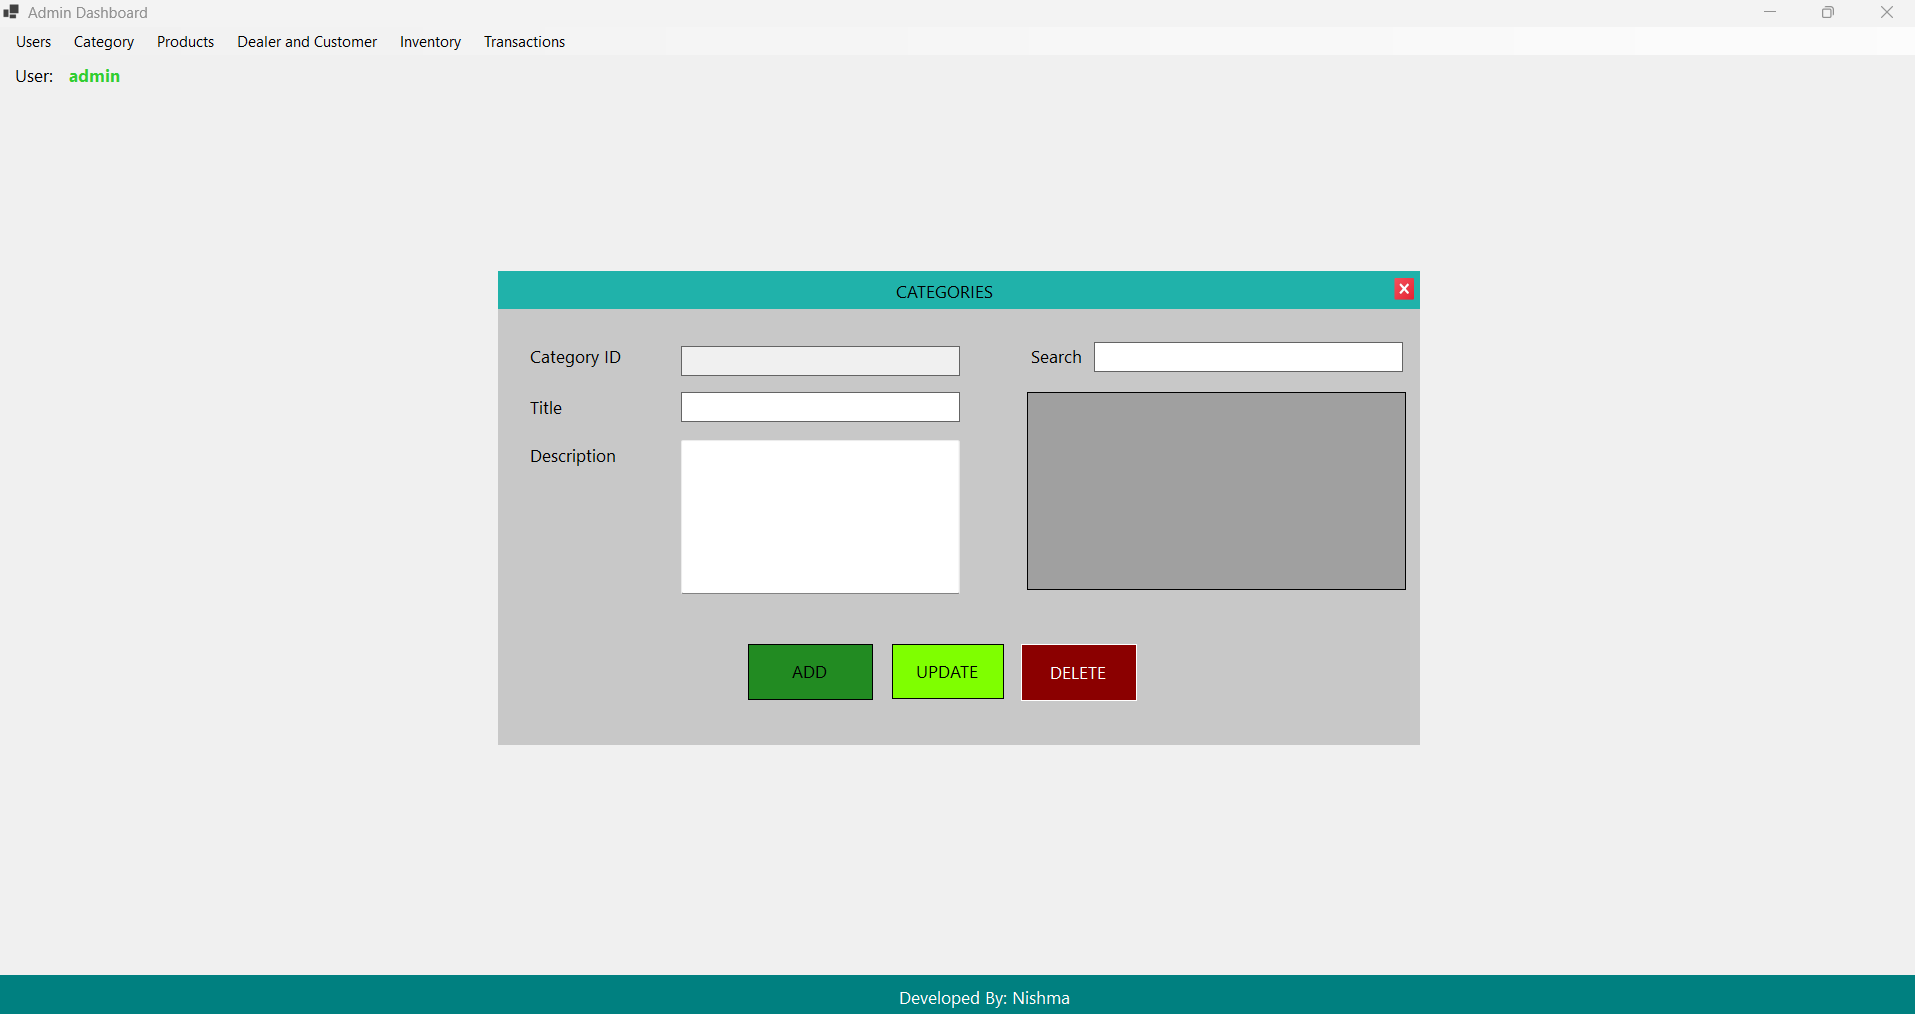 Admin Dashboard
Users Category Products Dealer and Customer Inventory Transactions
User: admin
CATEGORIES
Category ID
Search
Title
Description
ADD UPDATE DELETE
Developed By: Nishma